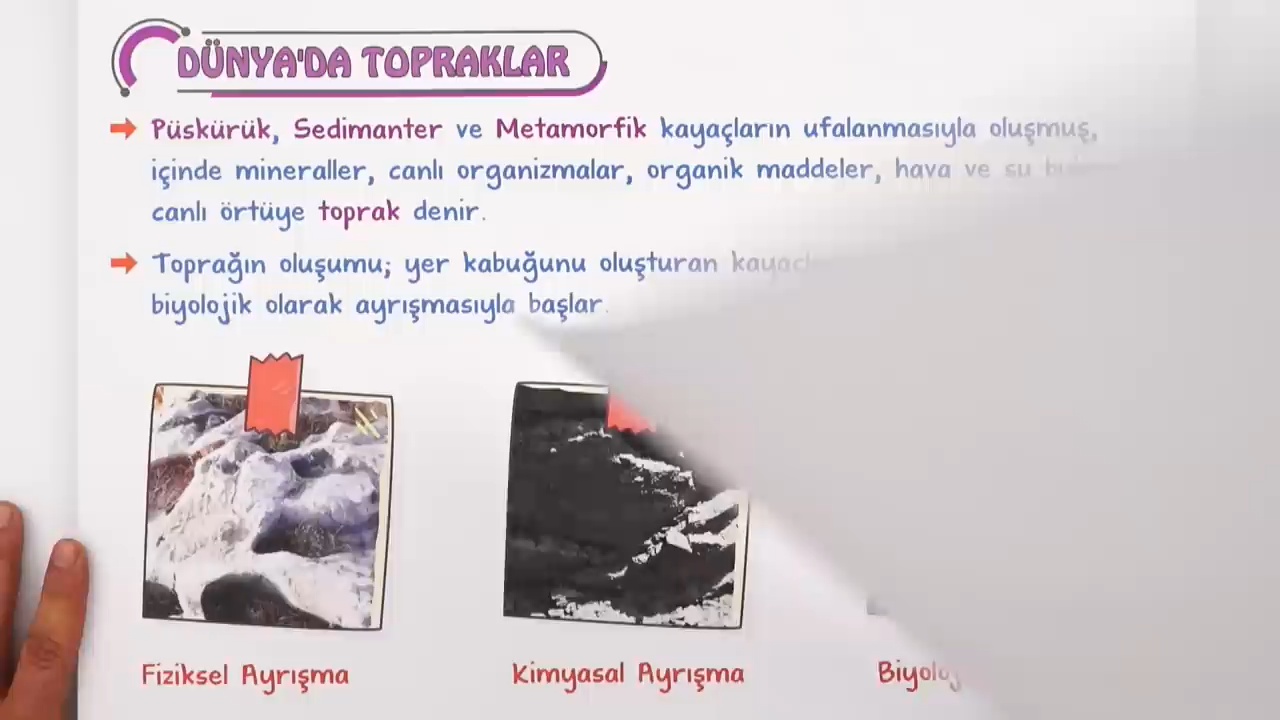 DÜNYA'DA TOPRAKLAR
Püskürük, Sedimanter ve Metamorfik kayaçların ufalanmasıyla oluşmuş,
içinde mineraller, canlı organizmalar, organik maddeler, hava ve su
canlı örtüye toprak denir.
Toprağın oluşumu; yer kabuğunu oluşturan
biyolojik olarak ayrışmasıyla başlar.
Fiziksel Ayrışma
Kimyasal Ayrışma